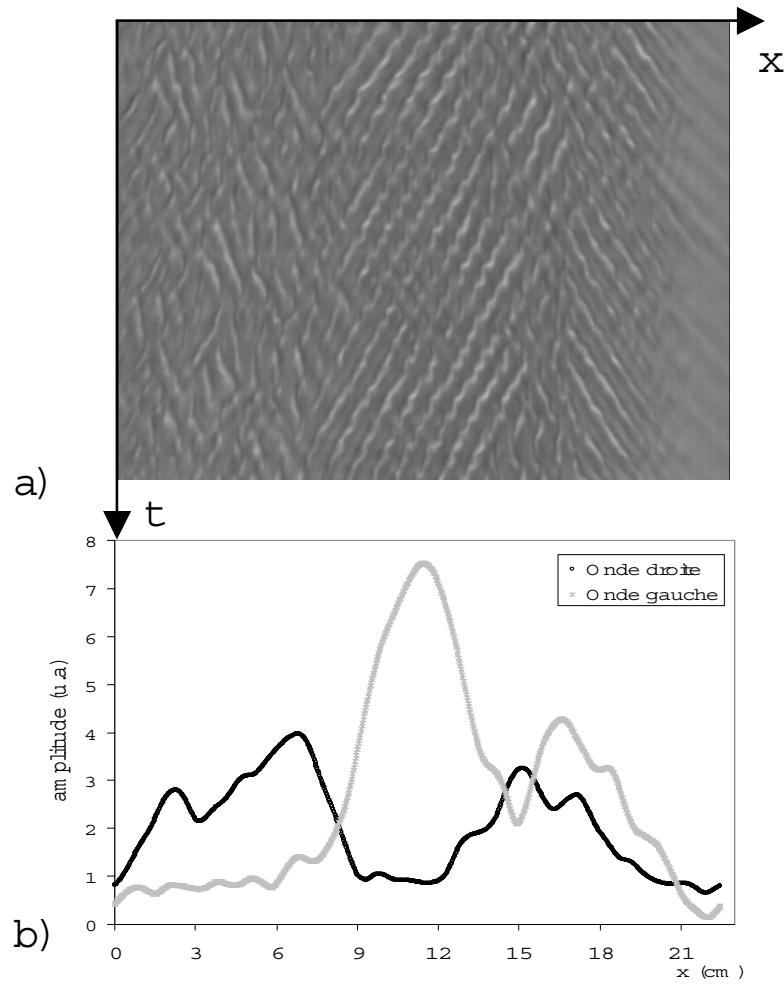 x
a)
t
8
7
6
5
4
3
2
1
0
amplitude (u.a)
Onde droite
Onde gauche
b)
0 3 6 9 12 15 18 21
x (cm)